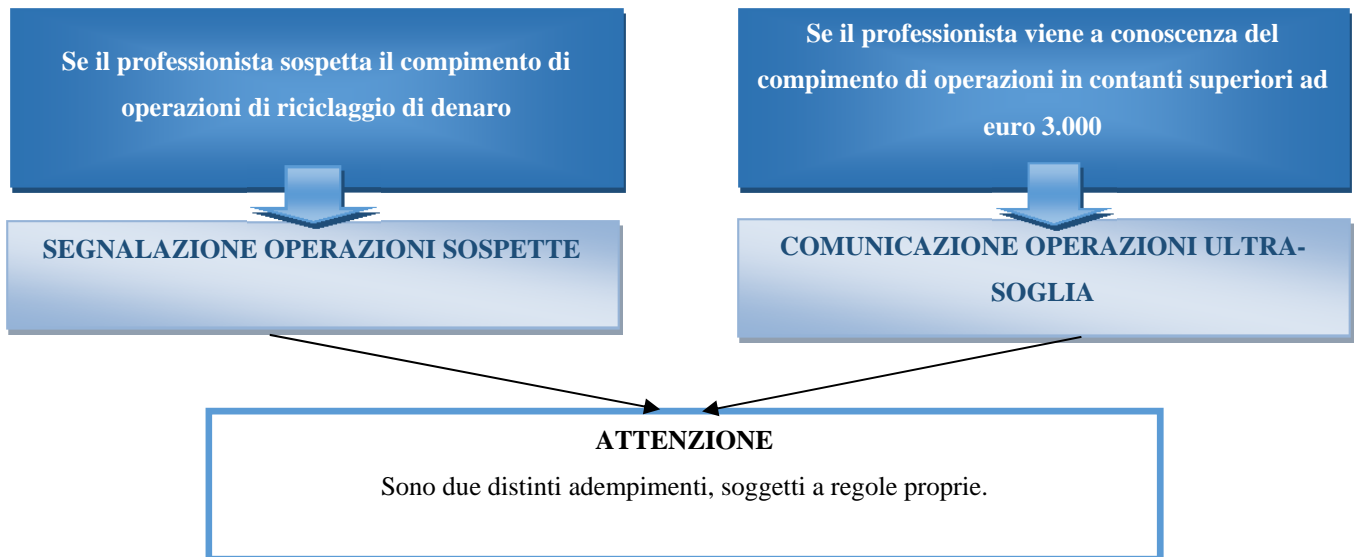 Se il professionista sospetta il compimento di
operazioni di riciclaggio di denaro
Se il professionista viene a conoscenza del
compimento di operazioni in contanti superiori ad
euro 3.000
SEGNALAZIONE OPERAZIONI SOSPETTE
COMUNICAZIONE OPERAZIONI ULTRA-
SOGLIA
ATTENZIONE
Sono due distinti adempimenti, soggetti a regole proprie.